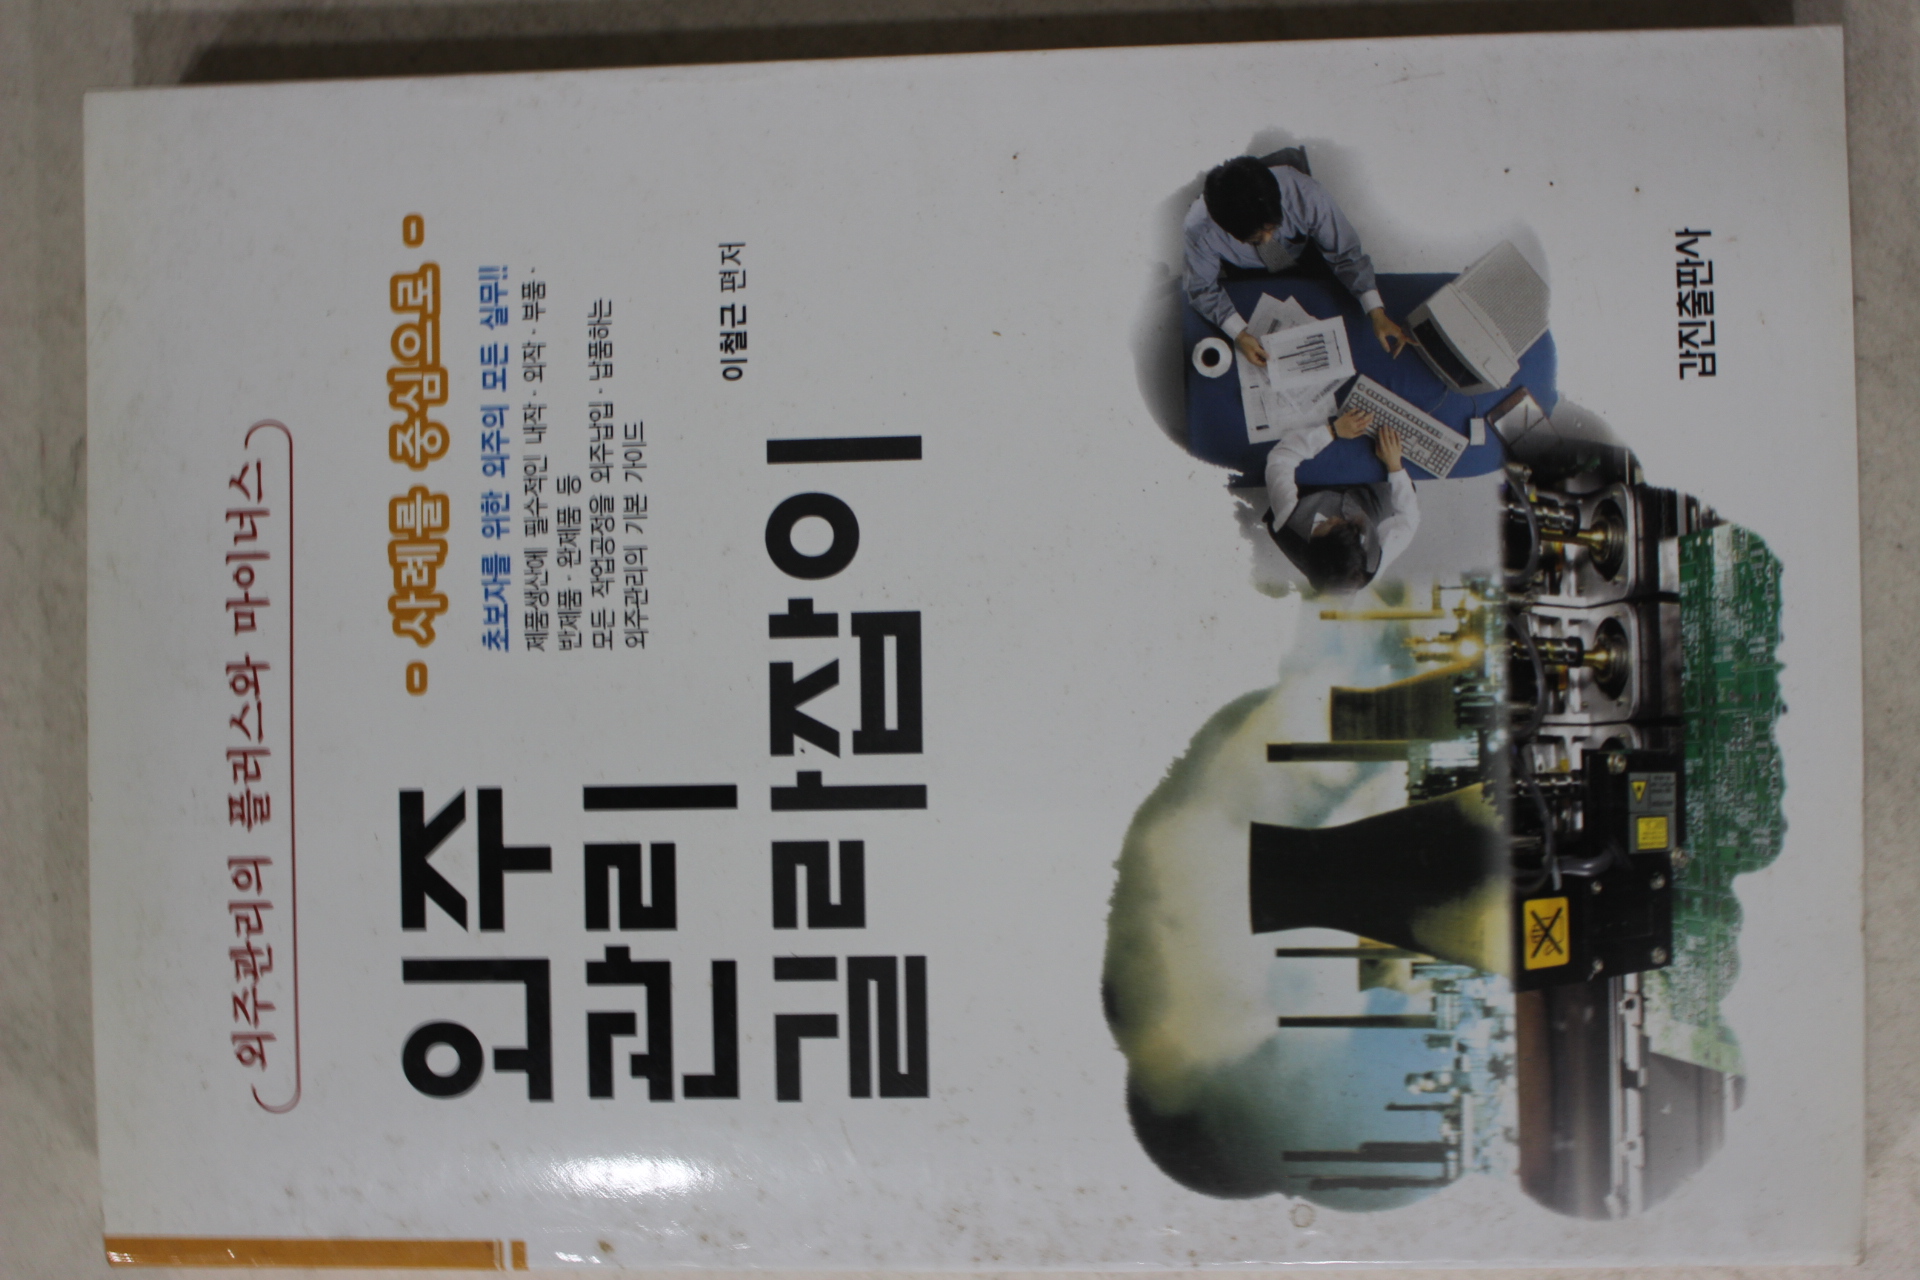 외주관리의 플러스와 마이너스
외주
관리
길라잡이
사례를 중심으로
초보자를 위한 외주의 모든 실무!!
제품생산에 필수적인 내작 · 외작 · 부품 ·
반제품 · 완제품 등
모든 작업공정을 외주납입 · 납품하는
외주관리의 기본 가이드
이철근 편저
갑진출판사